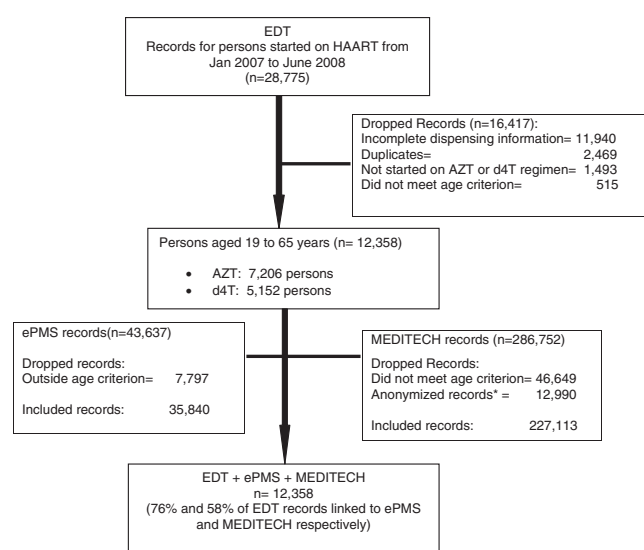 EDT
Records for persons started on HAART from
Jan 2007 to June 2008
(n=28,775)
Dropped Records (n=16,417):
Incomplete dispensing information= 11,940
Duplicates= 2,469
Not started on AZT or d4T regimen= 1,493
Did not meet age criterion= 515
Persons aged 19 to 65 years (n= 12,358)
• AZT: 7,206 persons
• d4T: 5,152 persons
ePMS records(n=43,637)
Dropped records:
Outside age criterion= 7,797
Included records: 35,840
MEDITECH records (n=286,752)
Dropped Records:
Did not meet age criterion= 46,649
Anonymized records* = 12,990
Included records: 227,113
EDT + ePMS + MEDITECH
n= 12,358
(76% and 58% of EDT records linked to ePMS
and MEDITECH respectively)